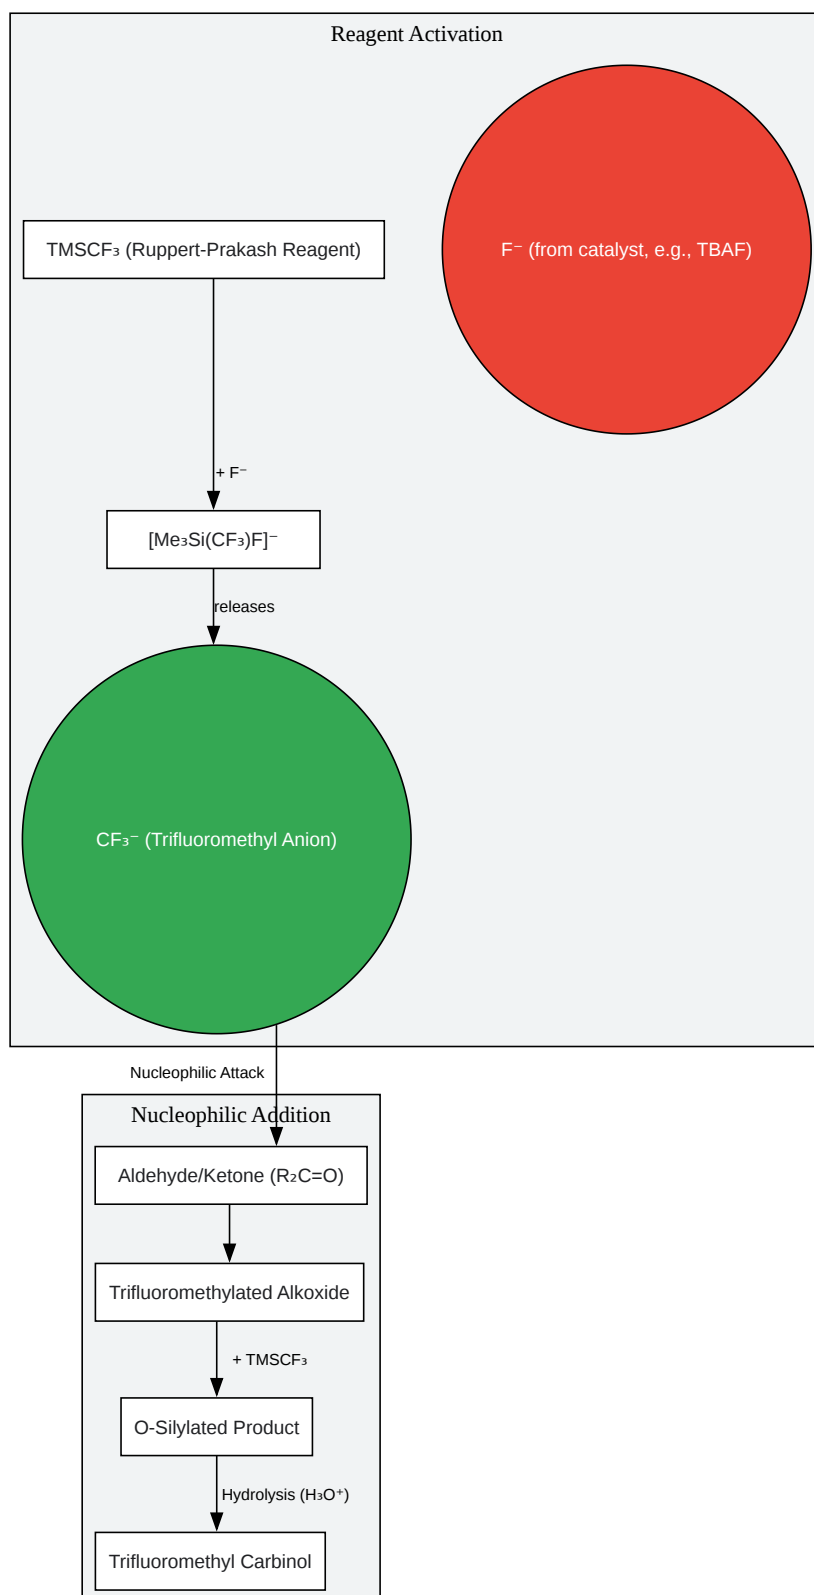 Reagent Activation
TMSCF₃ (Ruppert-Prakash Reagent)
F⁻ (from catalyst, e.g., TBAF)
+ F⁻
[Me₃Si(CF₃)F]⁻
releases
CF₃⁻ (Trifluoromethyl Anion)
Nucleophilic Attack
Nucleophilic Addition
Aldehyde/Ketone (R₂C=O)
Trifluoromethylated Alkoxide
+ TMSCF₃
O-Silylated Product
Hydrolysis (H₃O⁺)
Trifluoromethyl Carbinol